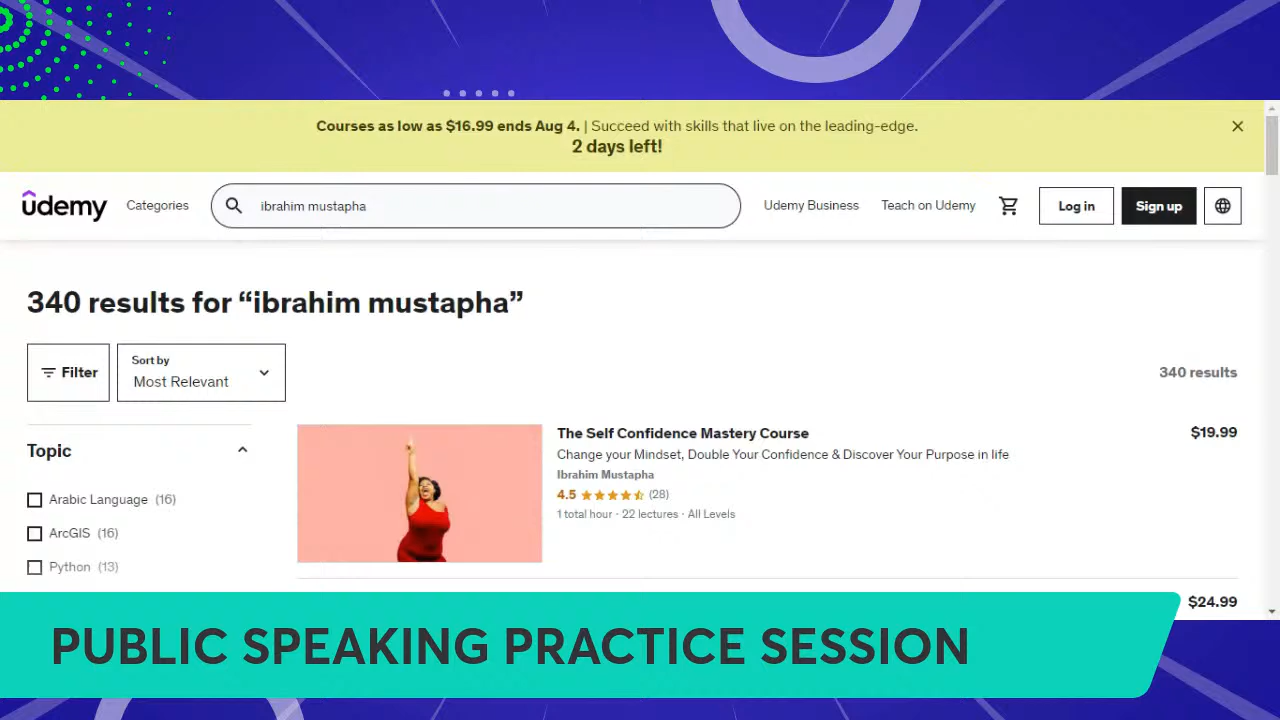 Courses as low as $16.99 ends Aug 4. | Succeed with skills that live on the leading-edge.
2 days left!
udemy
Categories
ibrahim mustapha
Udemy Business
Teach on Udemy
Log in
Sign up
340 results for “ibrahim mustapha”
Filter
Sort by
Most Relevant
340 results
Topic
Arabic Language (16)
ArcGIS (16)
Python (13)
The Self Confidence Mastery Course
$19.99
Change your Mindset, Double Your Confidence & Discover Your Purpose in life
Ibrahim Mustapha
4.5 (28)
1 total hour · 22 lectures · All Levels
$24.99
PUBLIC SPEAKING PRACTICE SESSION